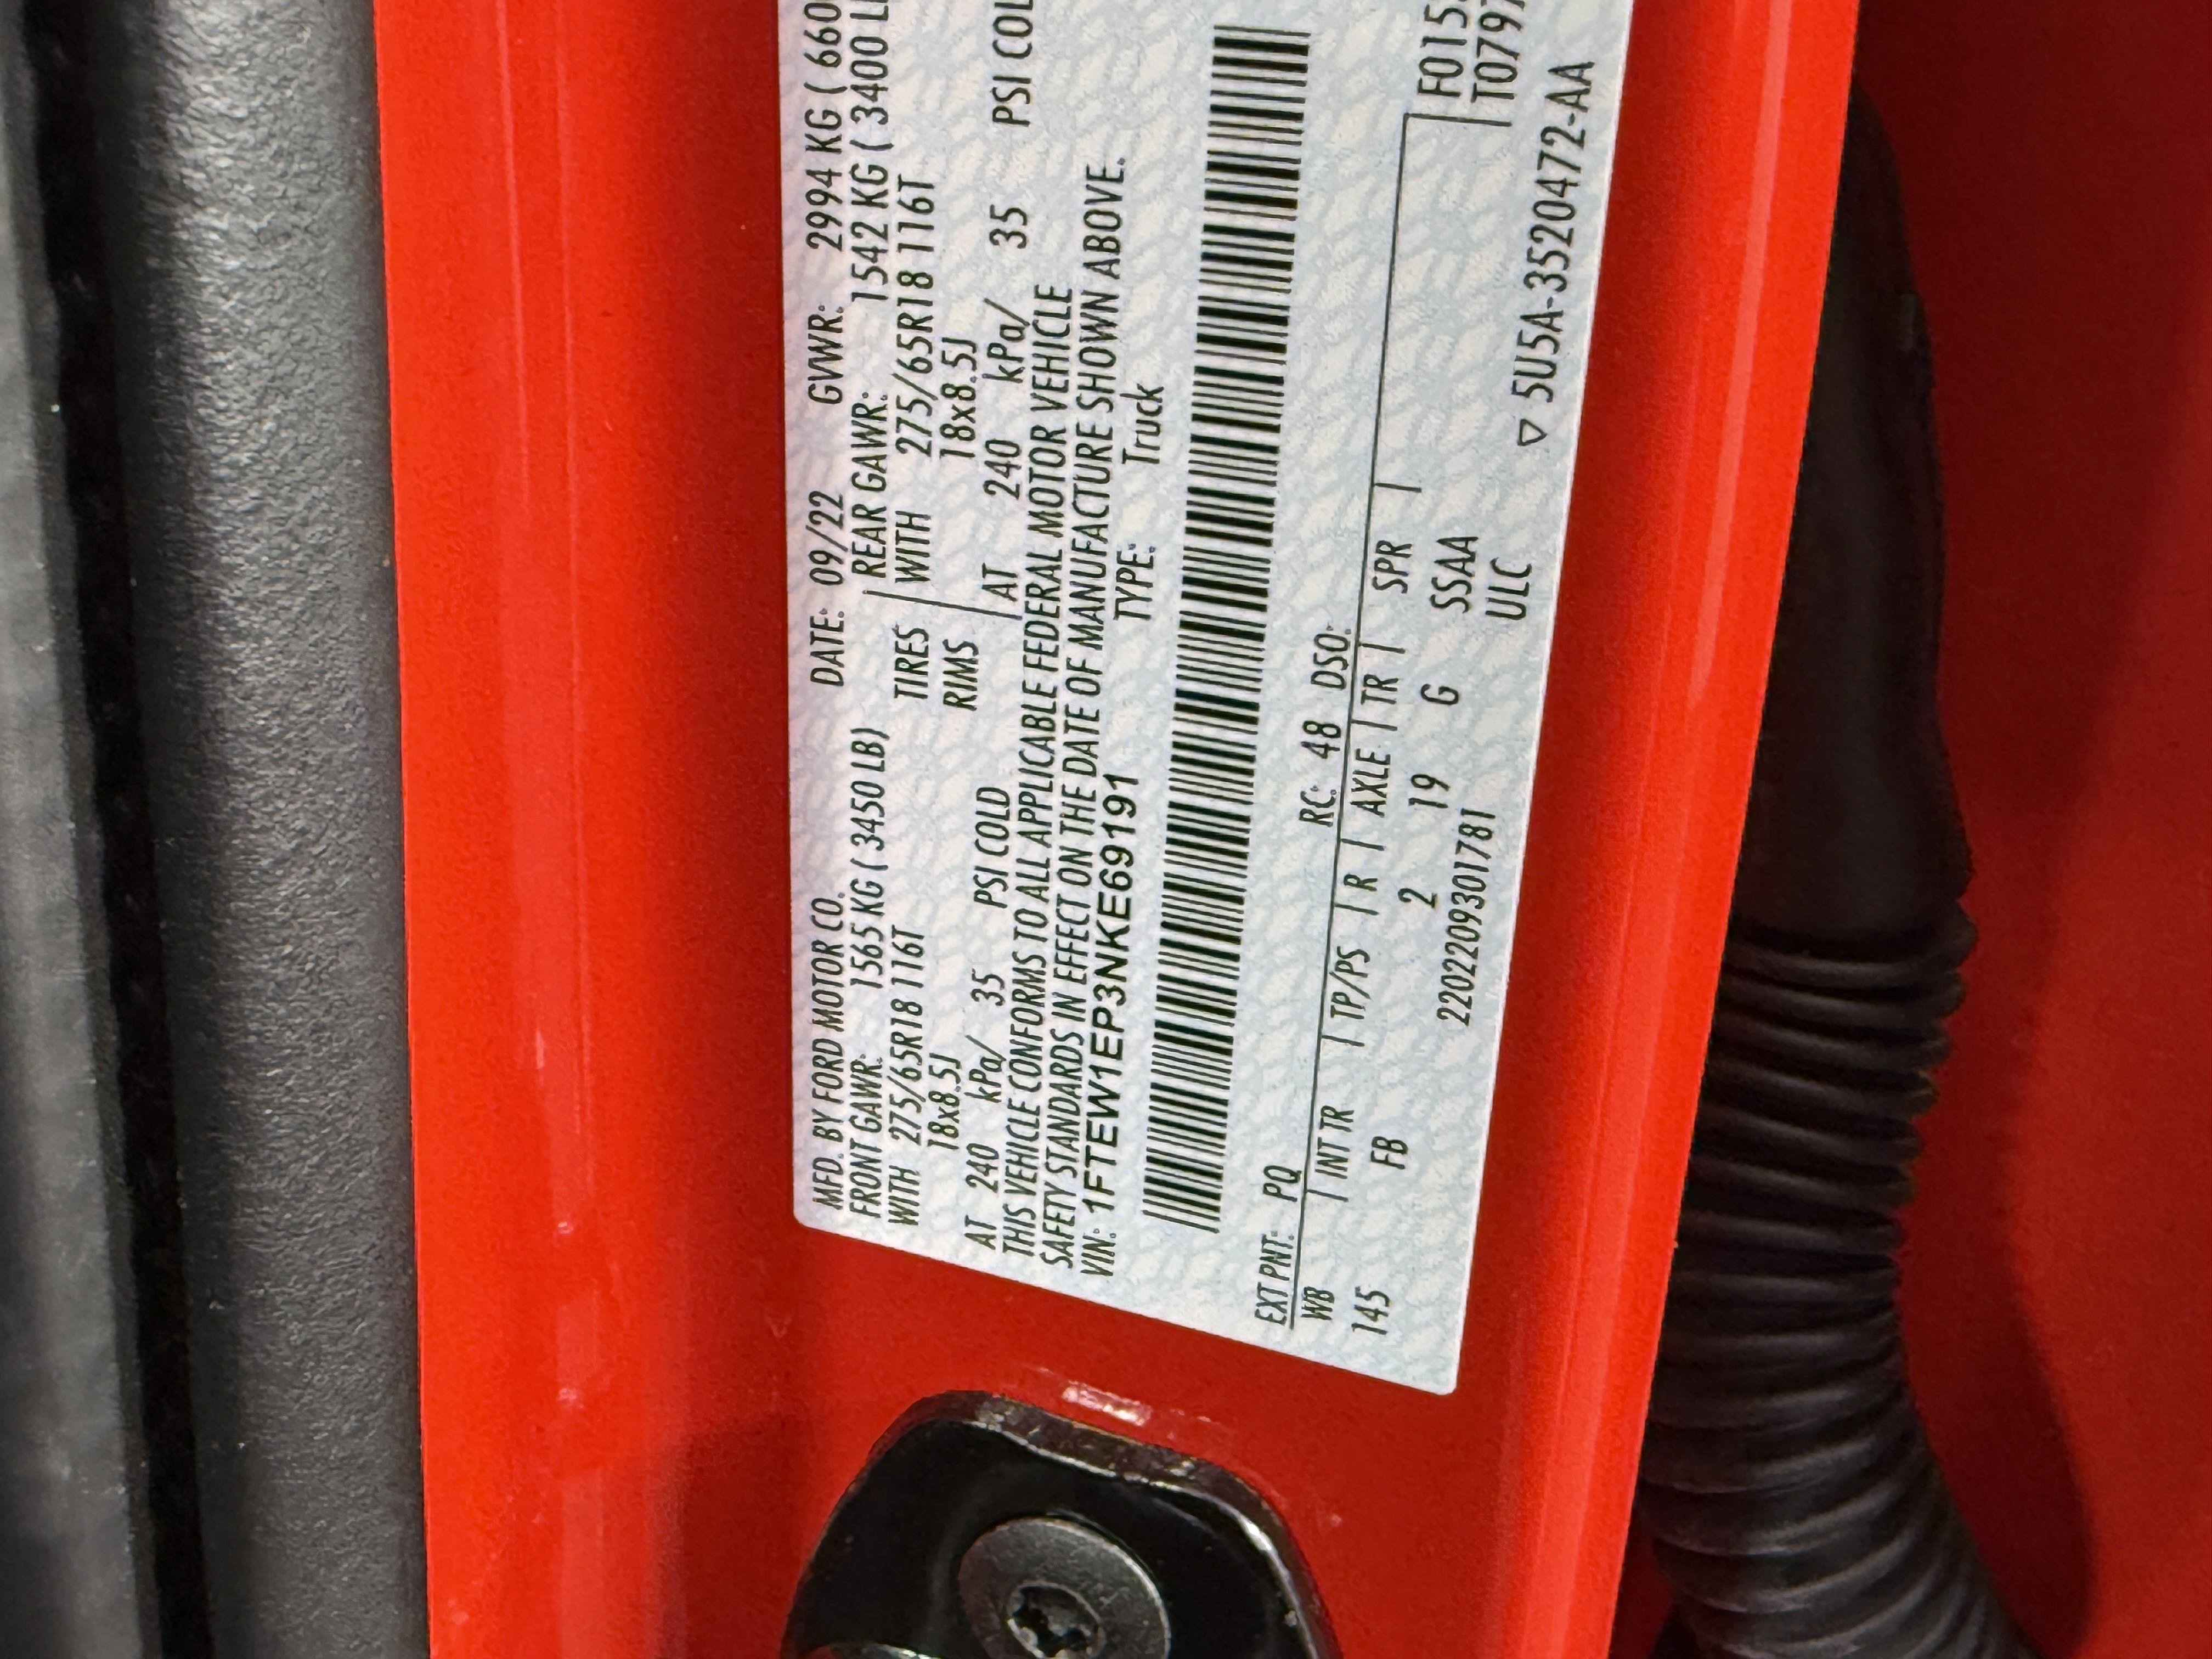 MFD. BY FORD MOTOR CO. DATE: 09/22 GVWR: 2994 KG ( 660
FRONT GAWR: 1565 KG ( 3450 LB) REAR GAWR: 1542 KG ( 3400 L
WITH 275/65R18 116T TIRES WITH 275/65R18 116T
18x8.5J RIMS 18x8.5J
AT 240 kPa/ 35 PSI COLD AT 240 kPa/ 35 PSI COL
THIS VEHICLE CONFORMS TO ALL APPLICABLE FEDERAL MOTOR VEHICLE
SAFETY STANDARDS IN EFFECT ON THE DATE OF MANUFACTURE SHOWN ABOVE.
VIN: 1FTEW1EP3NKE69191 TYPE: Truck
EXT PNT: PQ RC: 48 DSO:
WB | INT TR | TP/PS | R | AXLE | TR | SPR | F015
145 FB 2 19 G SSAA T0797
2202209301781 ULC
▽ 5U5A-3520472-AA